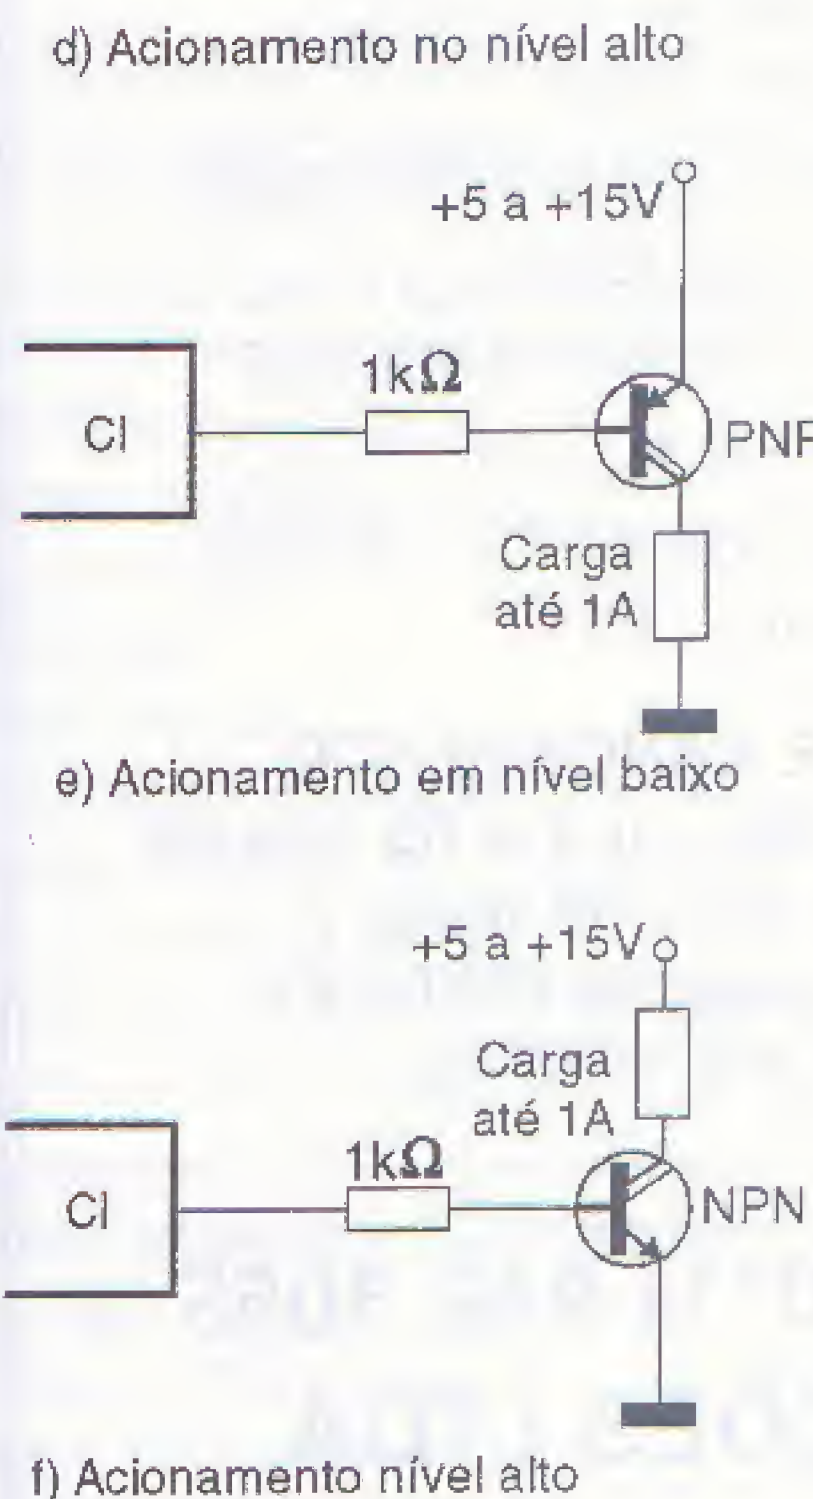 d) Acionamento no nível alto
+5 a +15V
1kΩ
CI
PNP
Carga
até 1A
e) Acionamento em nível baixo
+5 a +15V
Carga
até 1A
1kΩ
CI
NPN
f) Acionamento nível alto